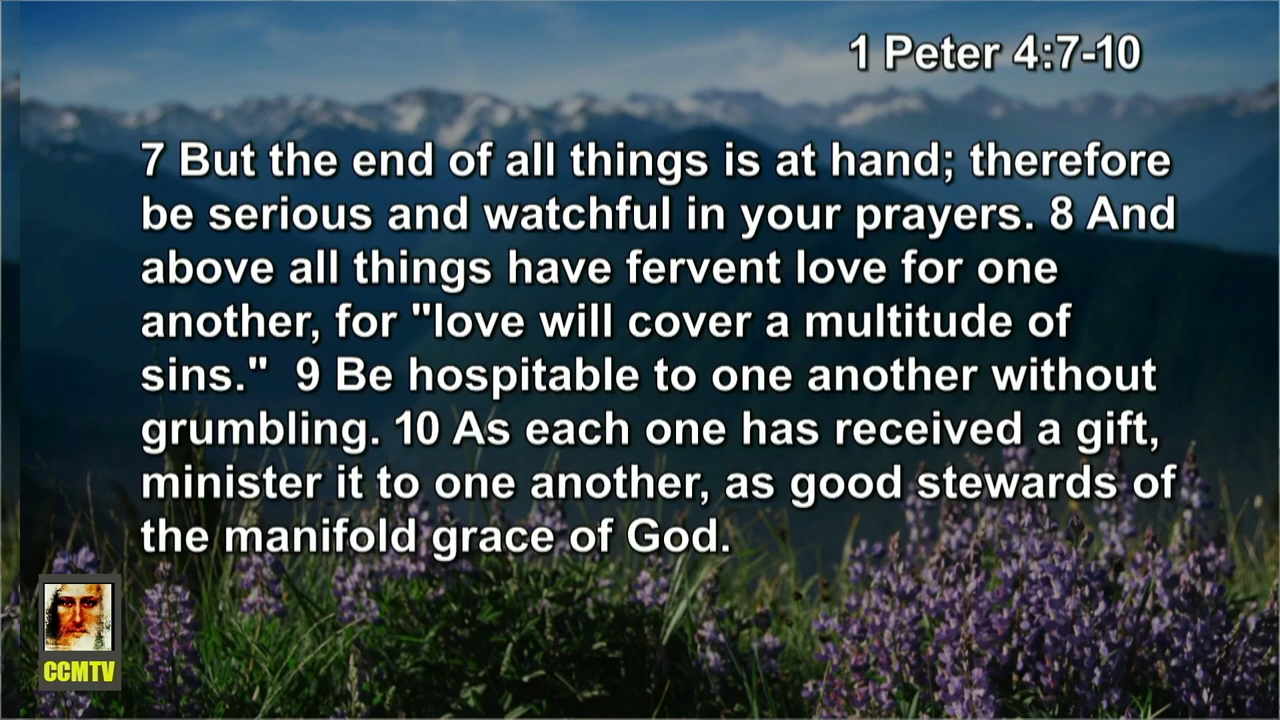 1 Peter 4:7-10
7 But the end of all things is at hand; therefore
be serious and watchful in your prayers. 8 And
above all things have fervent love for one
another, for "love will cover a multitude of
sins."  9 Be hospitable to one another without
grumbling. 10 As each one has received a gift,
minister it to one another, as good stewards of
the manifold grace of God.
CCMTV